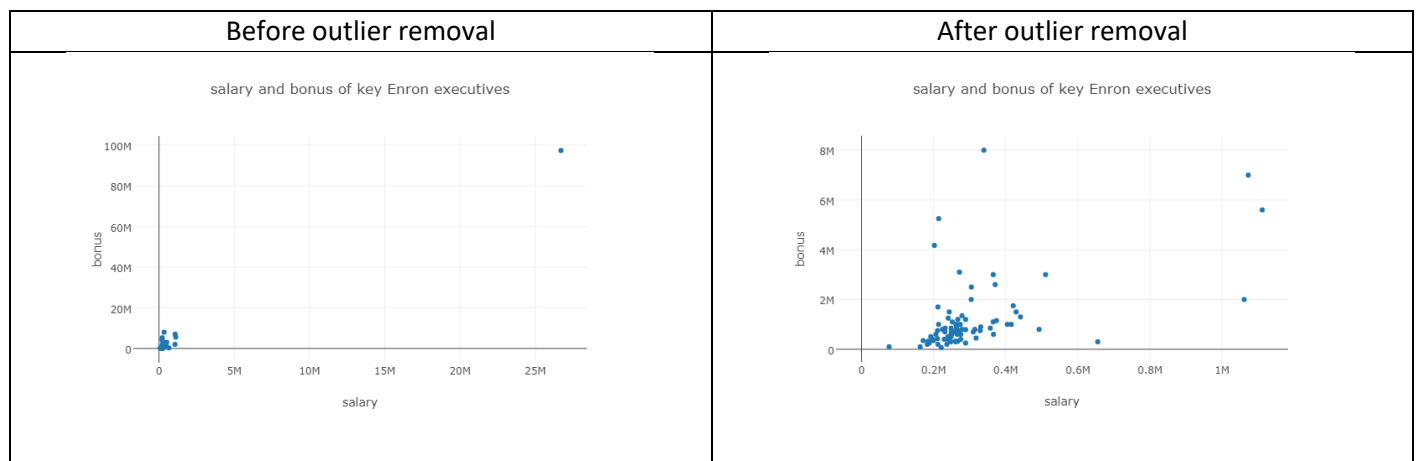 Before outlier removal
After outlier removal
salary and bonus of key Enron executives
100M
80M
60M
40M
20M
0
bonus
0
5M
10M
15M
20M
25M
salary
salary and bonus of key Enron executives
8M
6M
4M
2M
0
bonus
0
0.2M
0.4M
0.6M
0.8M
1M
salary